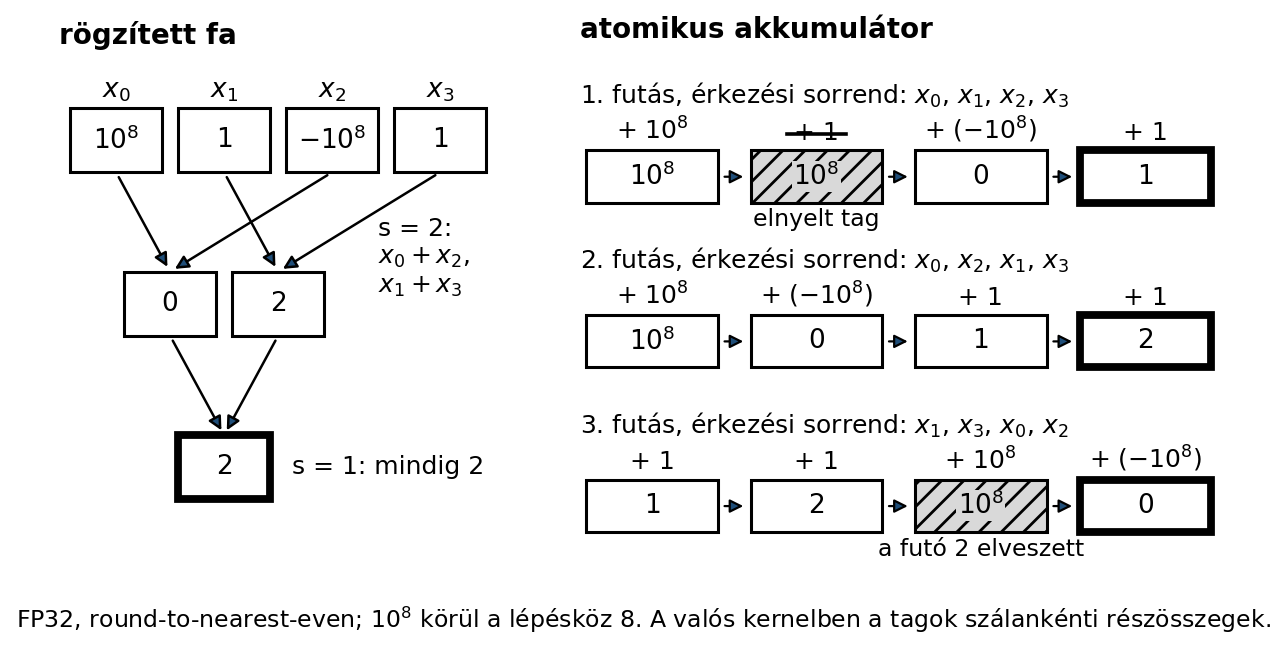 rögzített fa
x₀ x₁ x₂ x₃
10⁸ 1 −10⁸ 1
s = 2:
x₀ + x₂,
x₁ + x₃
0 2
2 s = 1: mindig 2
atomikus akkumulátor
1. futás, érkezési sorrend: x₀, x₁, x₂, x₃
+ 10⁸ + 1 + (−10⁸) + 1
10⁸ 10⁸ 0 1
elnyelt tag
2. futás, érkezési sorrend: x₀, x₂, x₁, x₃
+ 10⁸ + (−10⁸) + 1 + 1
10⁸ 0 1 2
3. futás, érkezési sorrend: x₁, x₃, x₀, x₂
+ 1 + 1 + 10⁸ + (−10⁸)
1 2 10⁸ 0
a futó 2 elveszett
FP32, round-to-nearest-even; 10⁸ körül a lépésköz 8. A valós kernelben a tagok szálankénti részösszegek.